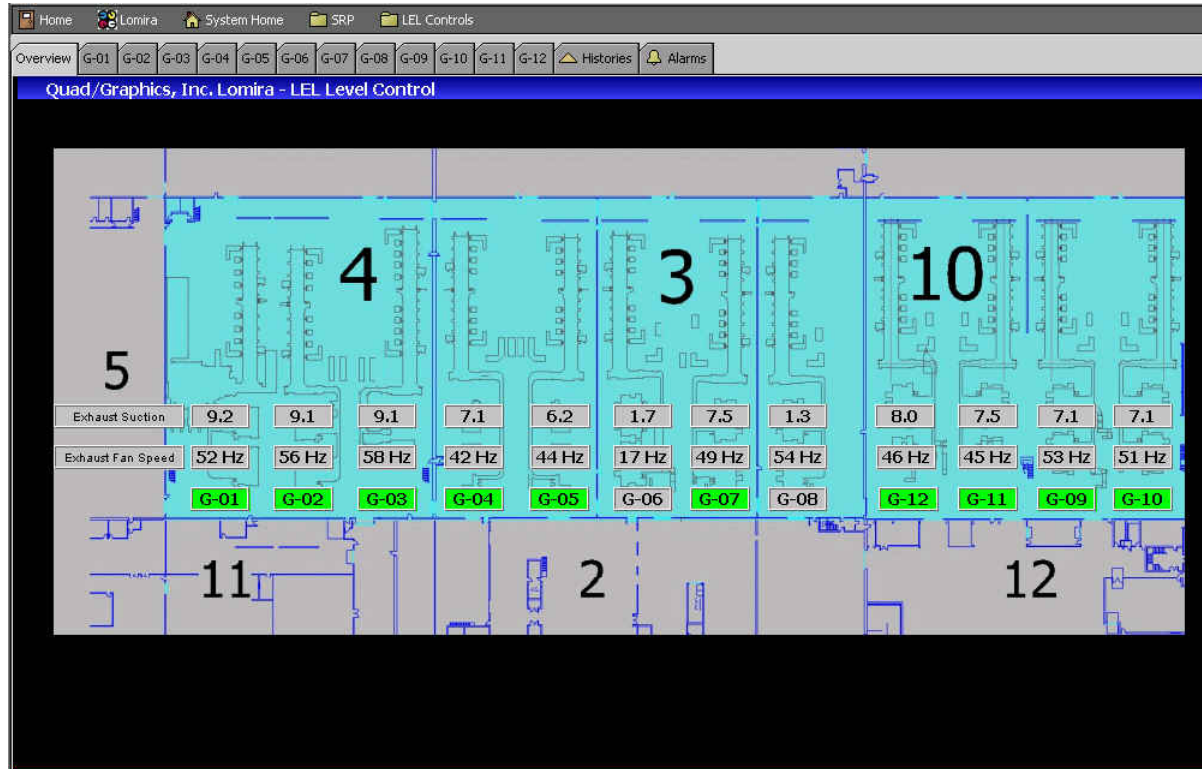 Home Lomira System Home SRP LEL Controls
Overview G-01 G-02 G-03 G-04 G-05 G-06 G-07 G-08 G-09 G-10 G-11 G-12 Histories Alarms
Quad/Graphics, Inc. Lomira - LEL Level Control
4 3 10
5
Exhaust Suction 9.2 9.1 9.1 7.1 6.2 1.7 7.5 1.3 8.0 7.5 7.1 7.1
Exhaust Fan Speed 52 Hz 56 Hz 58 Hz 42 Hz 44 Hz 17 Hz 49 Hz 54 Hz 46 Hz 45 Hz 53 Hz 51 Hz
G-01 G-02 G-03 G-04 G-05 G-06 G-07 G-08 G-12 G-11 G-09 G-10
11 2 12